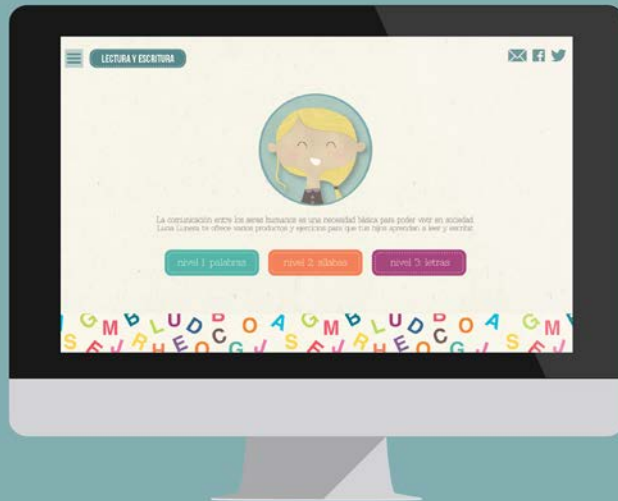 LECTURA Y ESCRITURA
La comunicación entre los seres humanos es una necesidad básica para poder vivir en sociedad.
Luna Lunera te ofrece varios productos y ejercicios para que tus hijos aprendan a leer y escribir.
nivel 1: palabras
nivel 2: sílabas
nivel 3: letras